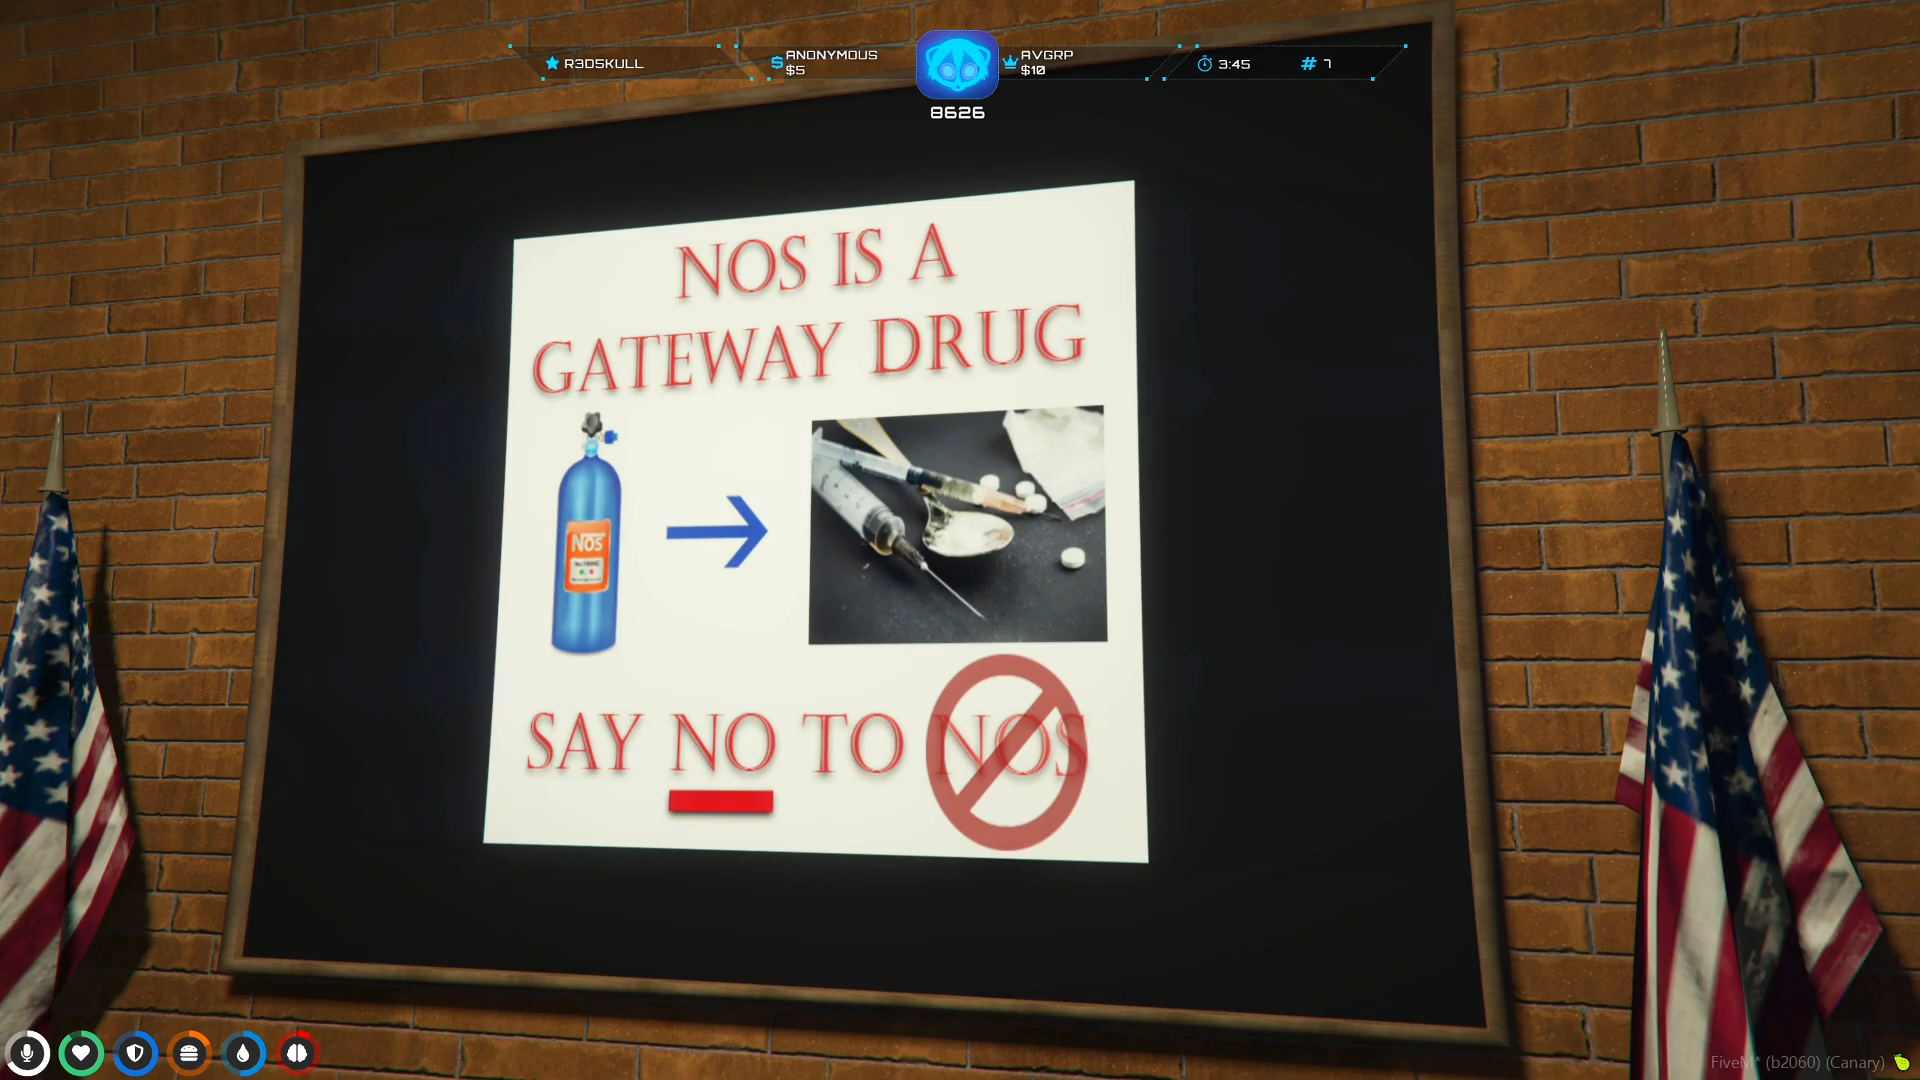 R3D5KULL
ANONYMOUS
$5
8626
AVGRP
$10
3:45
# 7
NOS IS A
GATEWAY DRUG
NOS
SAY NO TO NOS
FiveM* (b2060) (Canary)